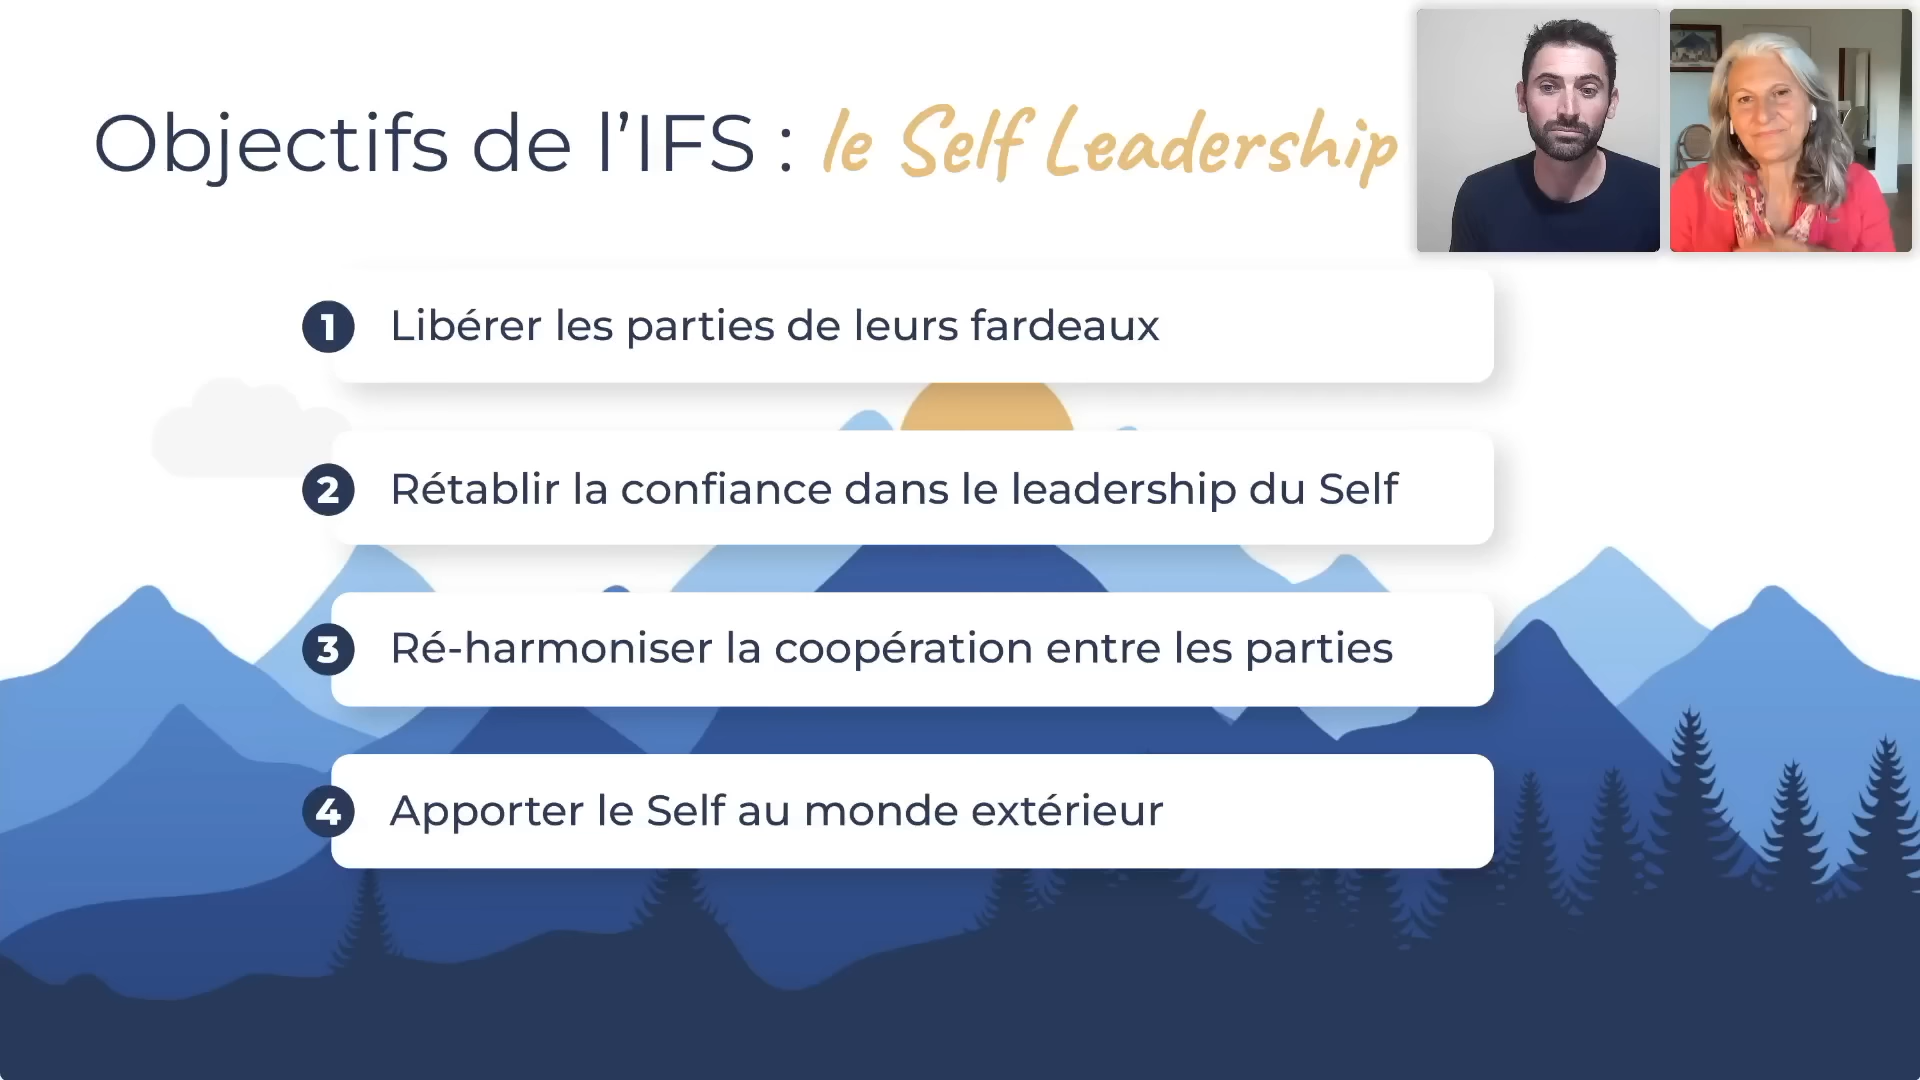 Objectifs de l’IFS : le Self Leadership
1 Libérer les parties de leurs fardeaux
2 Rétablir la confiance dans le leadership du Self
3 Ré-harmoniser la coopération entre les parties
4 Apporter le Self au monde extérieur